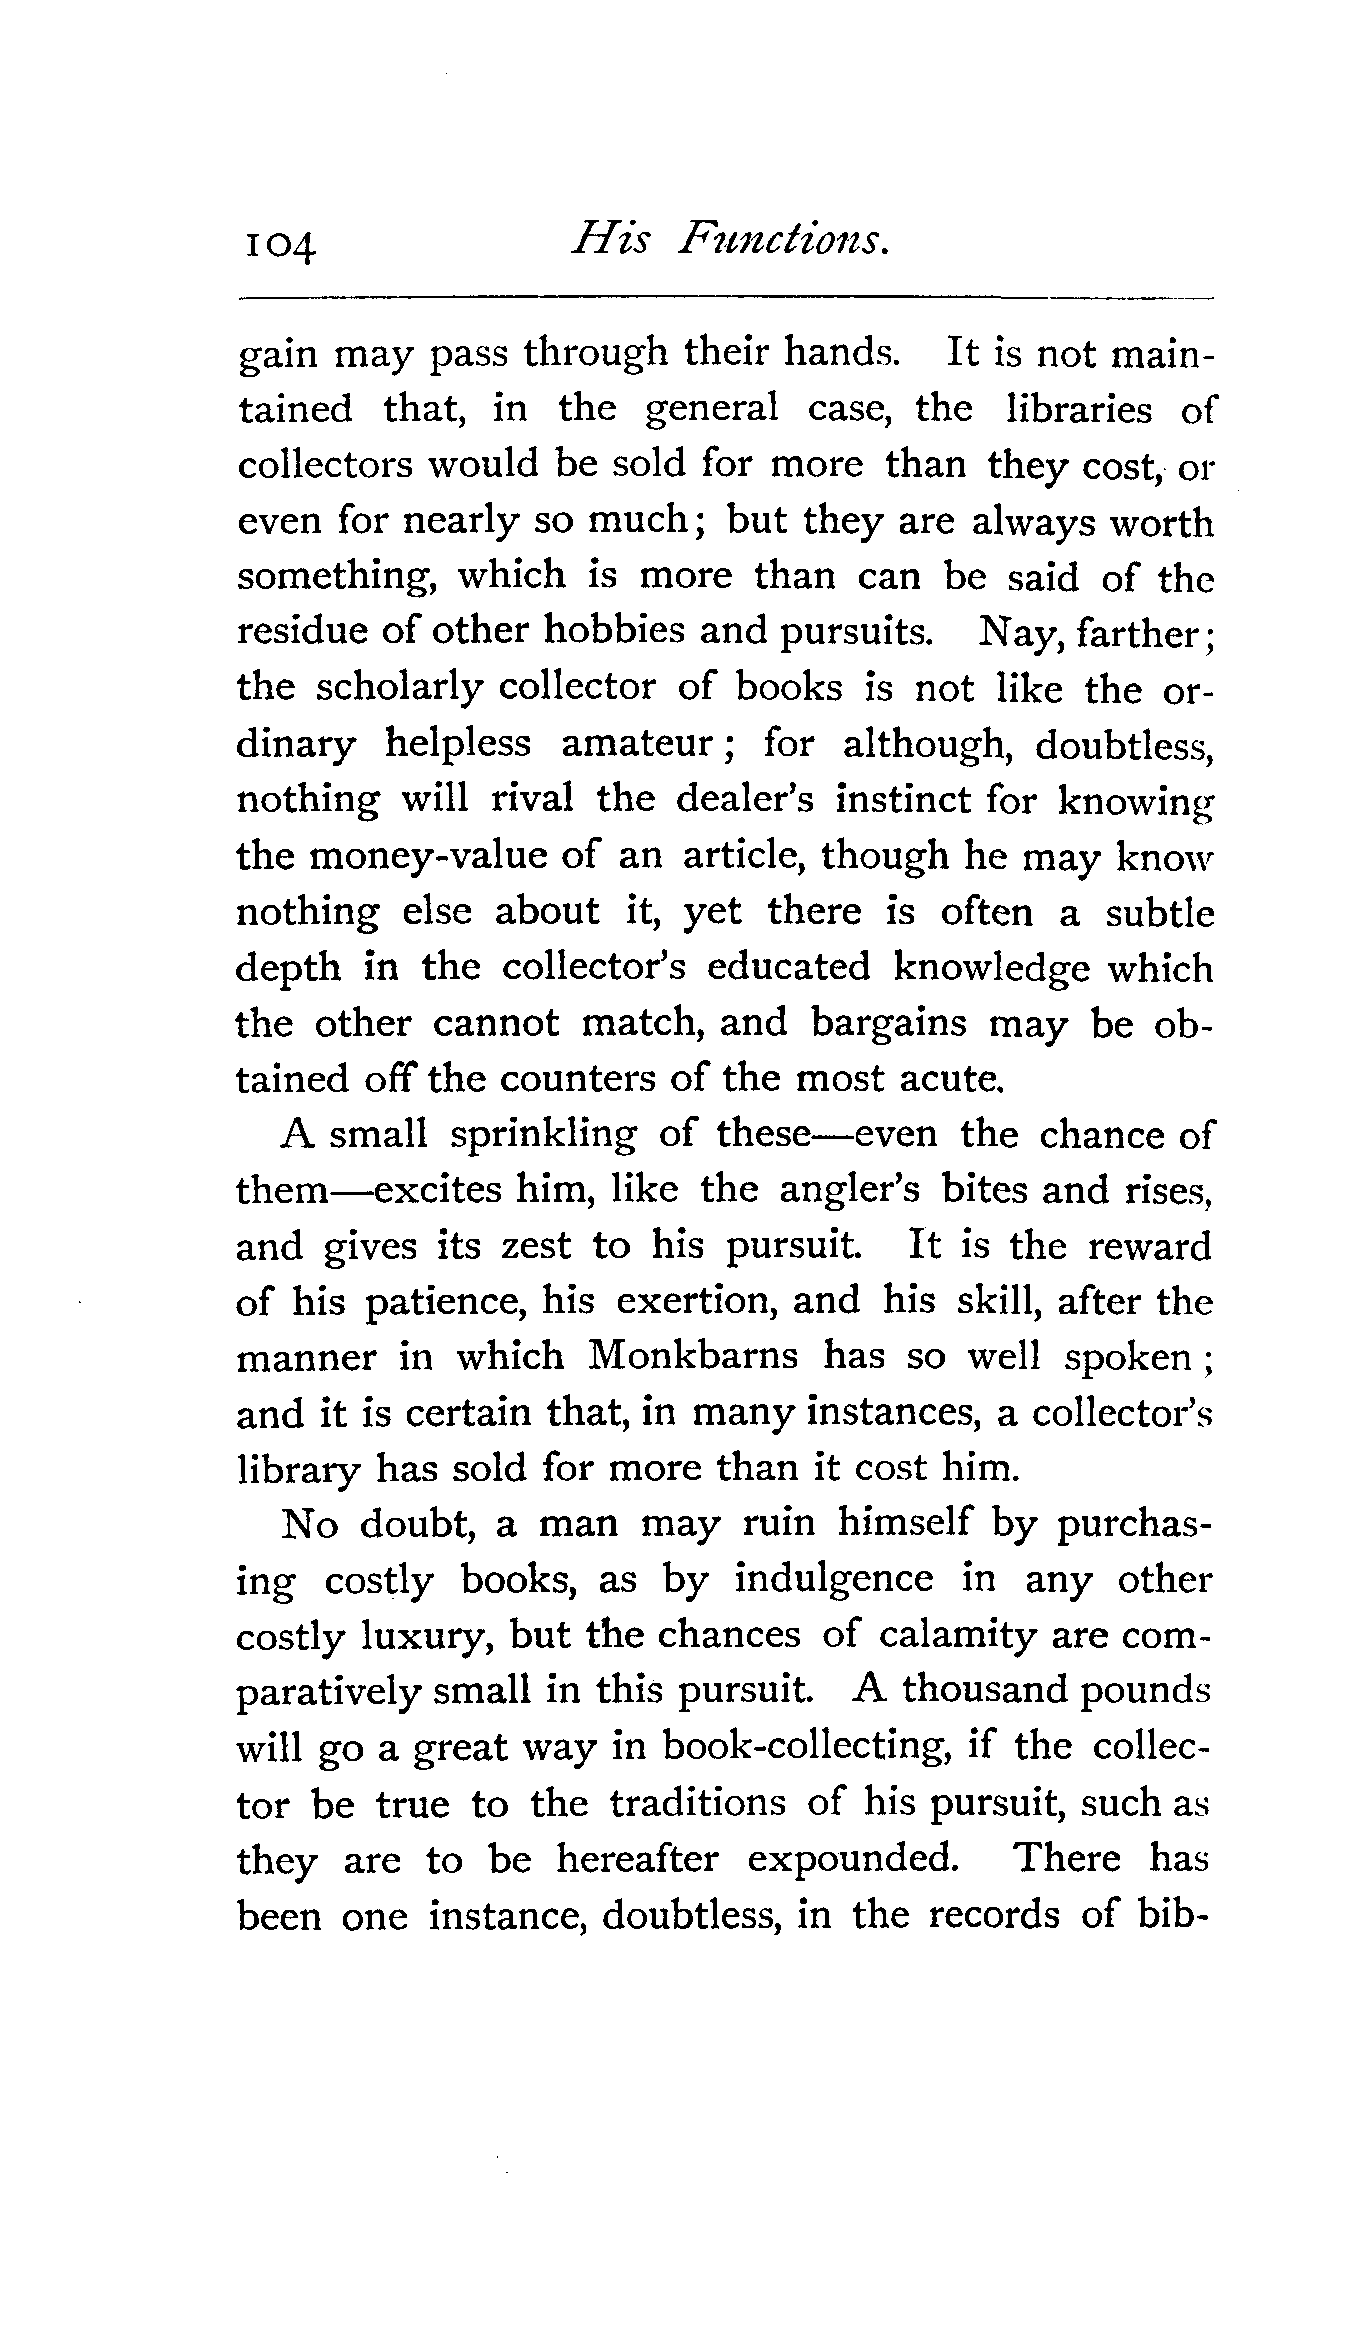 104 His Functions.
gain may pass through their hands. It is not main-
tained that, in the general case, the libraries of
collectors would be sold for more than they cost, or
even for nearly so much; but they are always worth
something, which is more than can be said of the
residue of other hobbies and pursuits. Nay, farther;
the scholarly collector of books is not like the or-
dinary helpless amateur; for although, doubtless,
nothing will rival the dealer's instinct for knowing
the money-value of an article, though he may know
nothing else about it, yet there is often a subtle
depth in the collector's educated knowledge which
the other cannot match, and bargains may be ob-
tained off the counters of the most acute.
A small sprinkling of these—even the chance of
them—excites him, like the angler's bites and rises,
and gives its zest to his pursuit. It is the reward
of his patience, his exertion, and his skill, after the
manner in which Monkbarns has so well spoken;
and it is certain that, in many instances, a collector's
library has sold for more than it cost him.
No doubt, a man may ruin himself by purchas-
ing costly books, as by indulgence in any other
costly luxury, but the chances of calamity are com-
paratively small in this pursuit. A thousand pounds
will go a great way in book-collecting, if the collec-
tor be true to the traditions of his pursuit, such as
they are to be hereafter expounded. There has
been one instance, doubtless, in the records of bib-